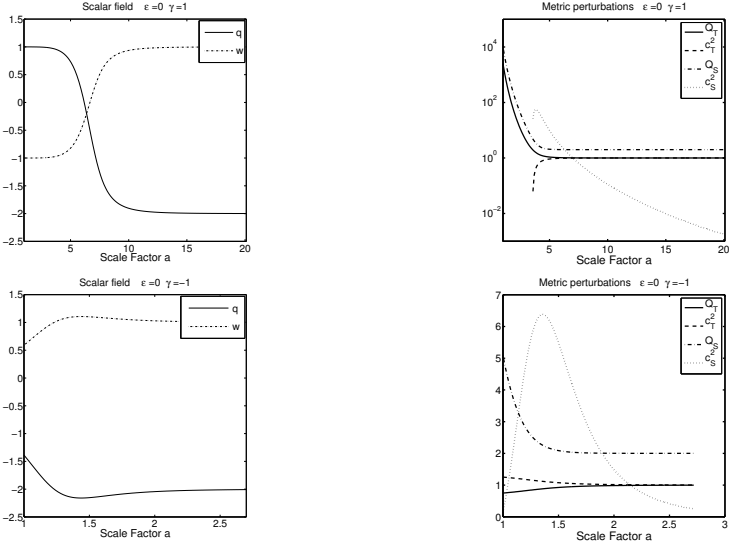 Scalar field ε=0 γ=1
1.5
1
0.5
0
−0.5
−1
−1.5
−2
−2.5
5
10
15
20
Scale Factor a
q
w
Metric perturbations ε=0 γ=1
10^4
10^2
10^0
10^−2
5
10
15
20
Scale Factor a
Q_T
c_T^2
Q_S
c_S^2
Scalar field ε=0 γ=−1
1.5
1
0.5
0
−0.5
−1
−1.5
−2
−2.5
1
1.5
2
2.5
Scale Factor a
q
w
Metric perturbations ε=0 γ=−1
7
6
5
4
3
2
1
0
1
1.5
2
2.5
3
Scale Factor a
Q_T
c_T^2
Q_S
c_S^2